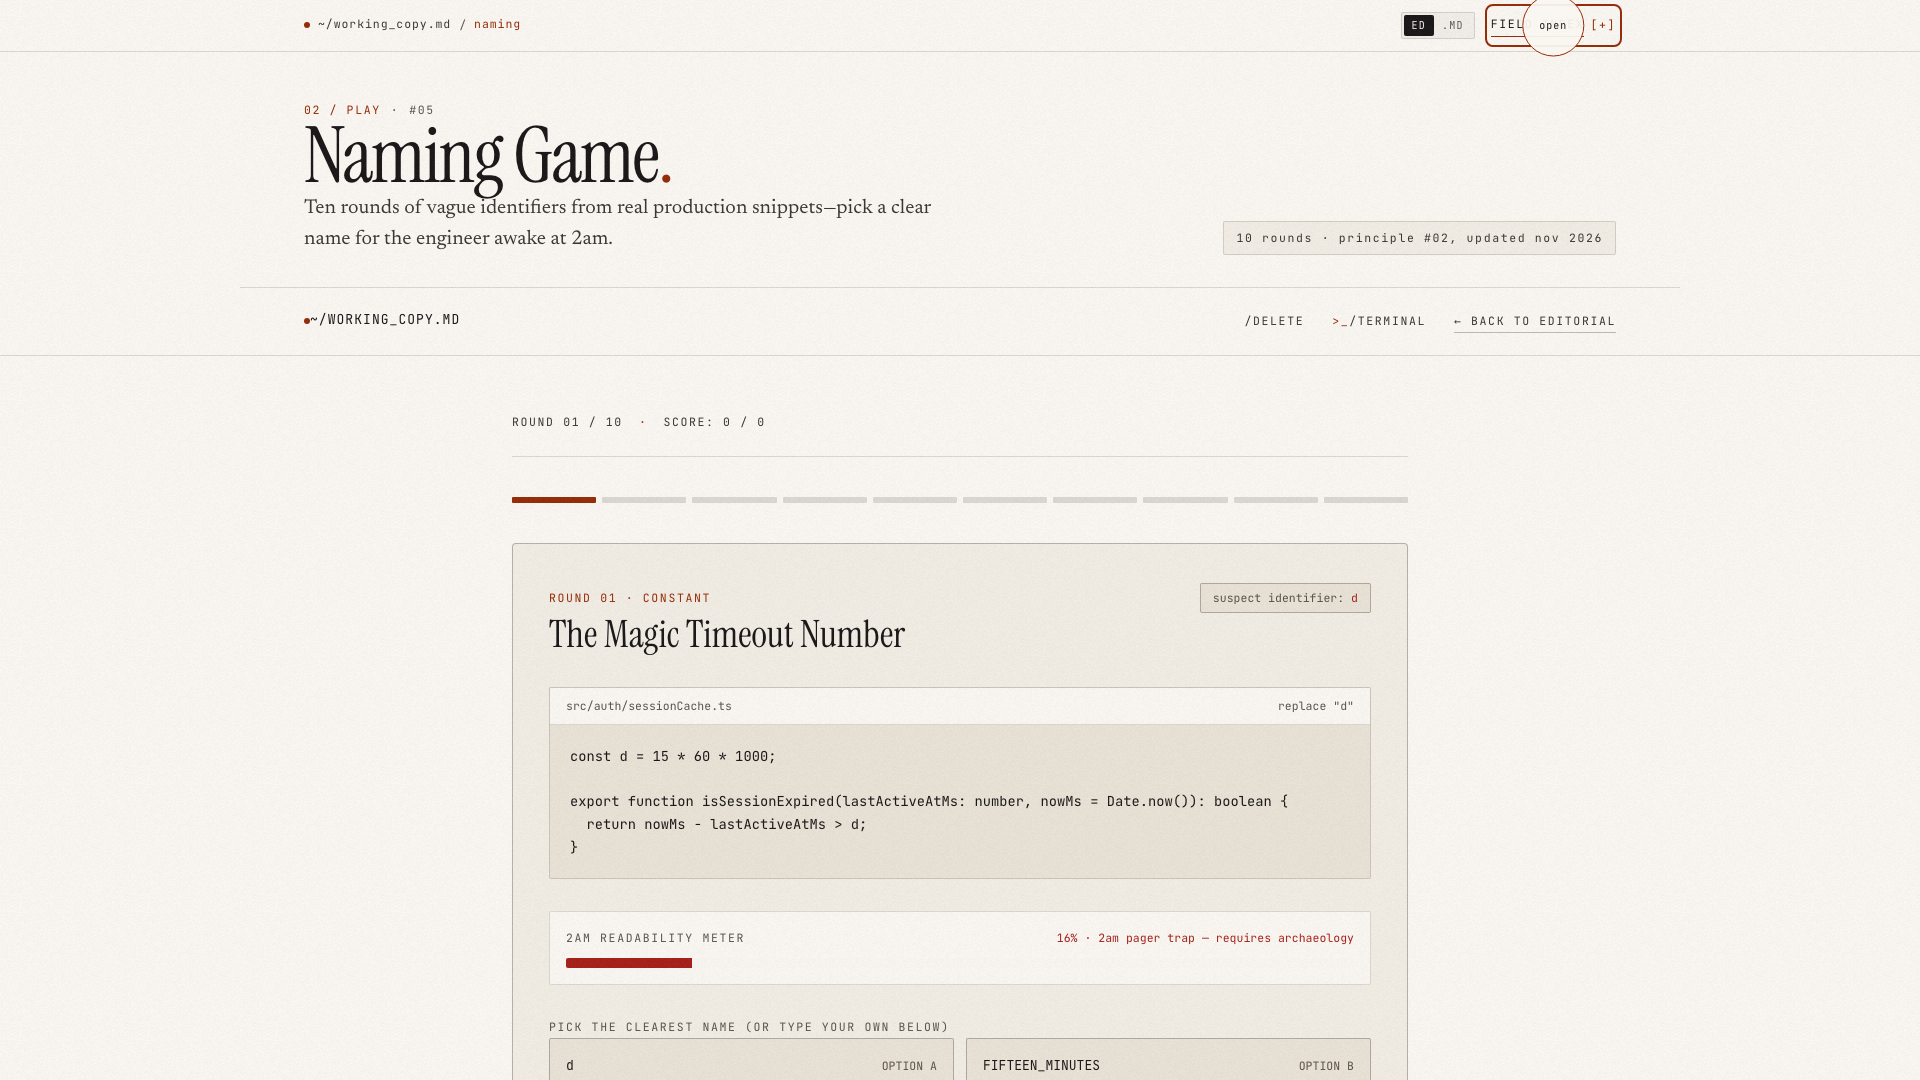 ~/working_copy.md / naming
ED .MD
open [+]
02 / PLAY · #05
Naming Game.
Ten rounds of vague identifiers from real production snippets—pick a clear
name for the engineer awake at 2am.
10 rounds · principle #02, updated nov 2026
~/WORKING_COPY.MD
/DELETE >_/TERMINAL ← BACK TO EDITORIAL
ROUND 01 / 10 · SCORE: 0 / 0
ROUND 01 · CONSTANT
suspect identifier: d
The Magic Timeout Number
src/auth/sessionCache.ts
replace "d"
const d = 15 * 60 * 1000;
export function isSessionExpired(lastActiveAtMs: number, nowMs = Date.now()): boolean {
return nowMs - lastActiveAtMs > d;
}
2AM READABILITY METER
16% · 2am pager trap — requires archaeology
PICK THE CLEAREST NAME (OR TYPE YOUR OWN BELOW)
d OPTION A
FIFTEEN_MINUTES OPTION B